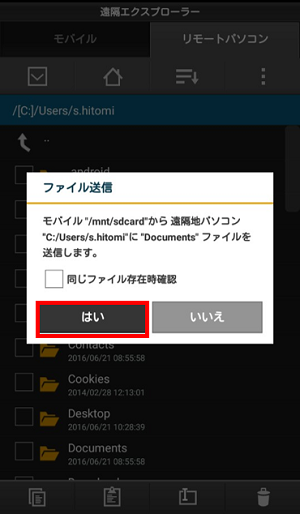 遠隔エクスプローラー
モバイル
リモートパソコン
/[C:]/Users/s.hitomi
..
.android
ファイル送信
モバイル "/mnt/sdcard"から 遠隔地パソコン
"C:/Users/s.hitomi"に "Documents" ファイルを
送信します。
同じファイル存在時確認
はい
いいえ
Contacts
2016/06/21 08:55:58
Cookies
2014/02/28 12:13:01
Desktop
2016/06/21 10:28:39
Documents
2016/06/21 08:55:58